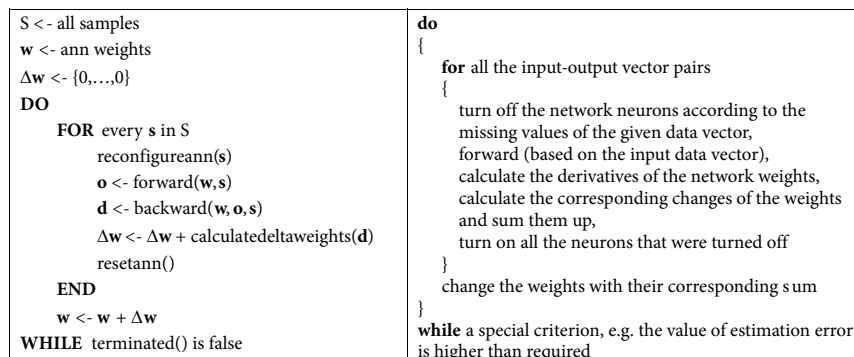 S <- all samples
w <- ann weights
Δw <- {0,…,0}
DO
FOR every s in S
reconfigureann(s)
o <- forward(w, s)
d <- backward(w, o, s)
Δw <- Δw + calculatedeltaweights(d)
resetann()
END
w <- w + Δw
WHILE terminated() is false
do
{
for all the input-output vector pairs
{
turn off the network neurons according to the
missing values of the given data vector,
forward (based on the input data vector),
calculate the derivatives of the network weights,
calculate the corresponding changes of the weights
and sum them up,
turn on all the neurons that were turned off
}
change the weights with their corresponding sum
}
while a special criterion, e.g. the value of estimation error
is higher than required